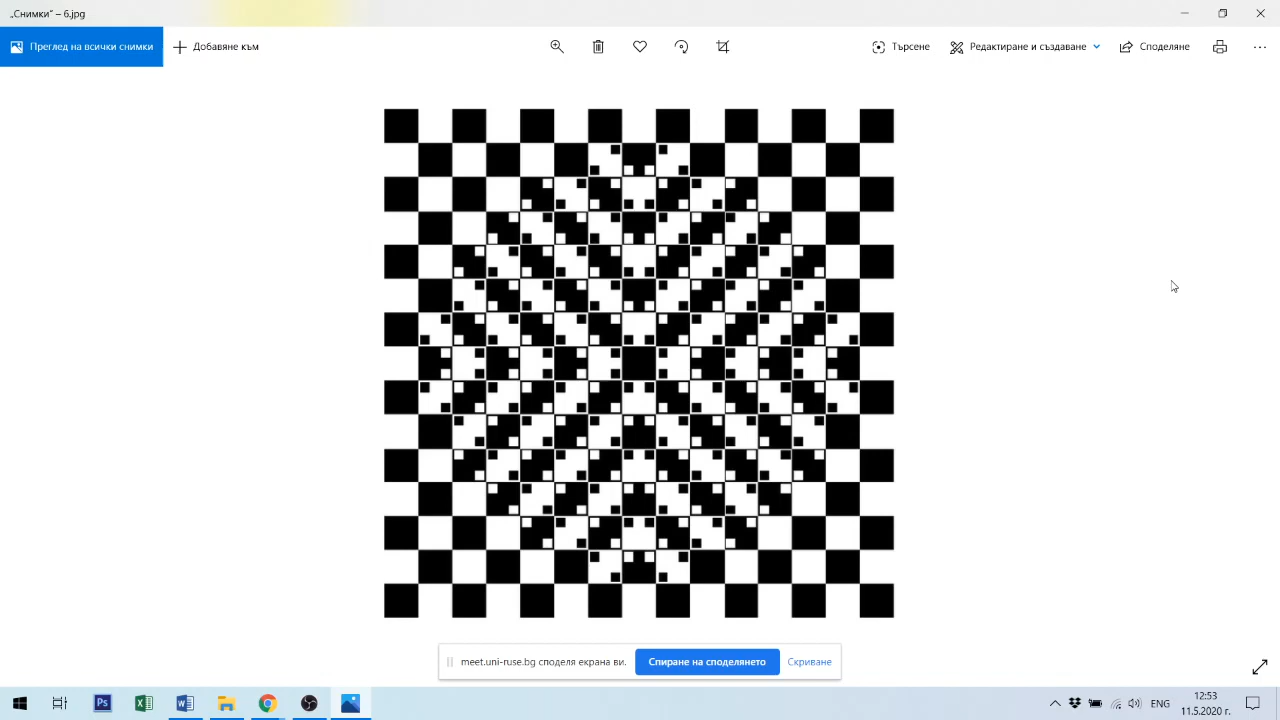 „Снимки“ – 6.jpg
Преглед на всички снимки
Добавяне към
Търсене
Редактиране и създаване
Споделяне
meet.uni-ruse.bg споделя екрана ви.
Спиране на споделянето
Скриване
Ps
ENG
12:53
11.5.2020 г.